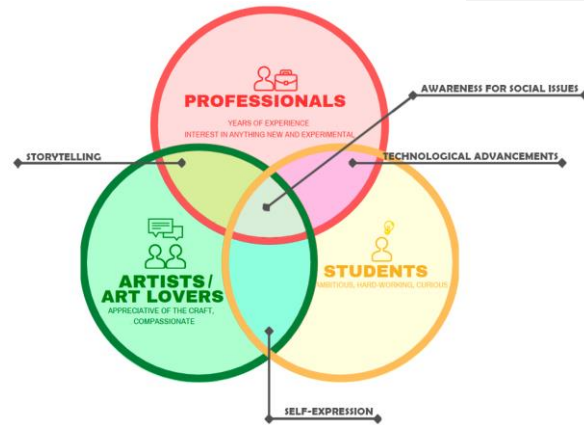 AWARENESS FOR SOCIAL ISSUES
PROFESSIONALS
YEARS OF EXPERIENCE
INTEREST IN ANYTHING NEW AND EXPERIMENTAL
STORYTELLING
TECHNOLOGICAL ADVANCEMENTS
ARTISTS/
ART LOVERS
APPRECIATIVE OF THE CRAFT,
COMPASSIONATE
STUDENTS
AMBITIOUS, HARD-WORKING, CURIOUS
SELF-EXPRESSION